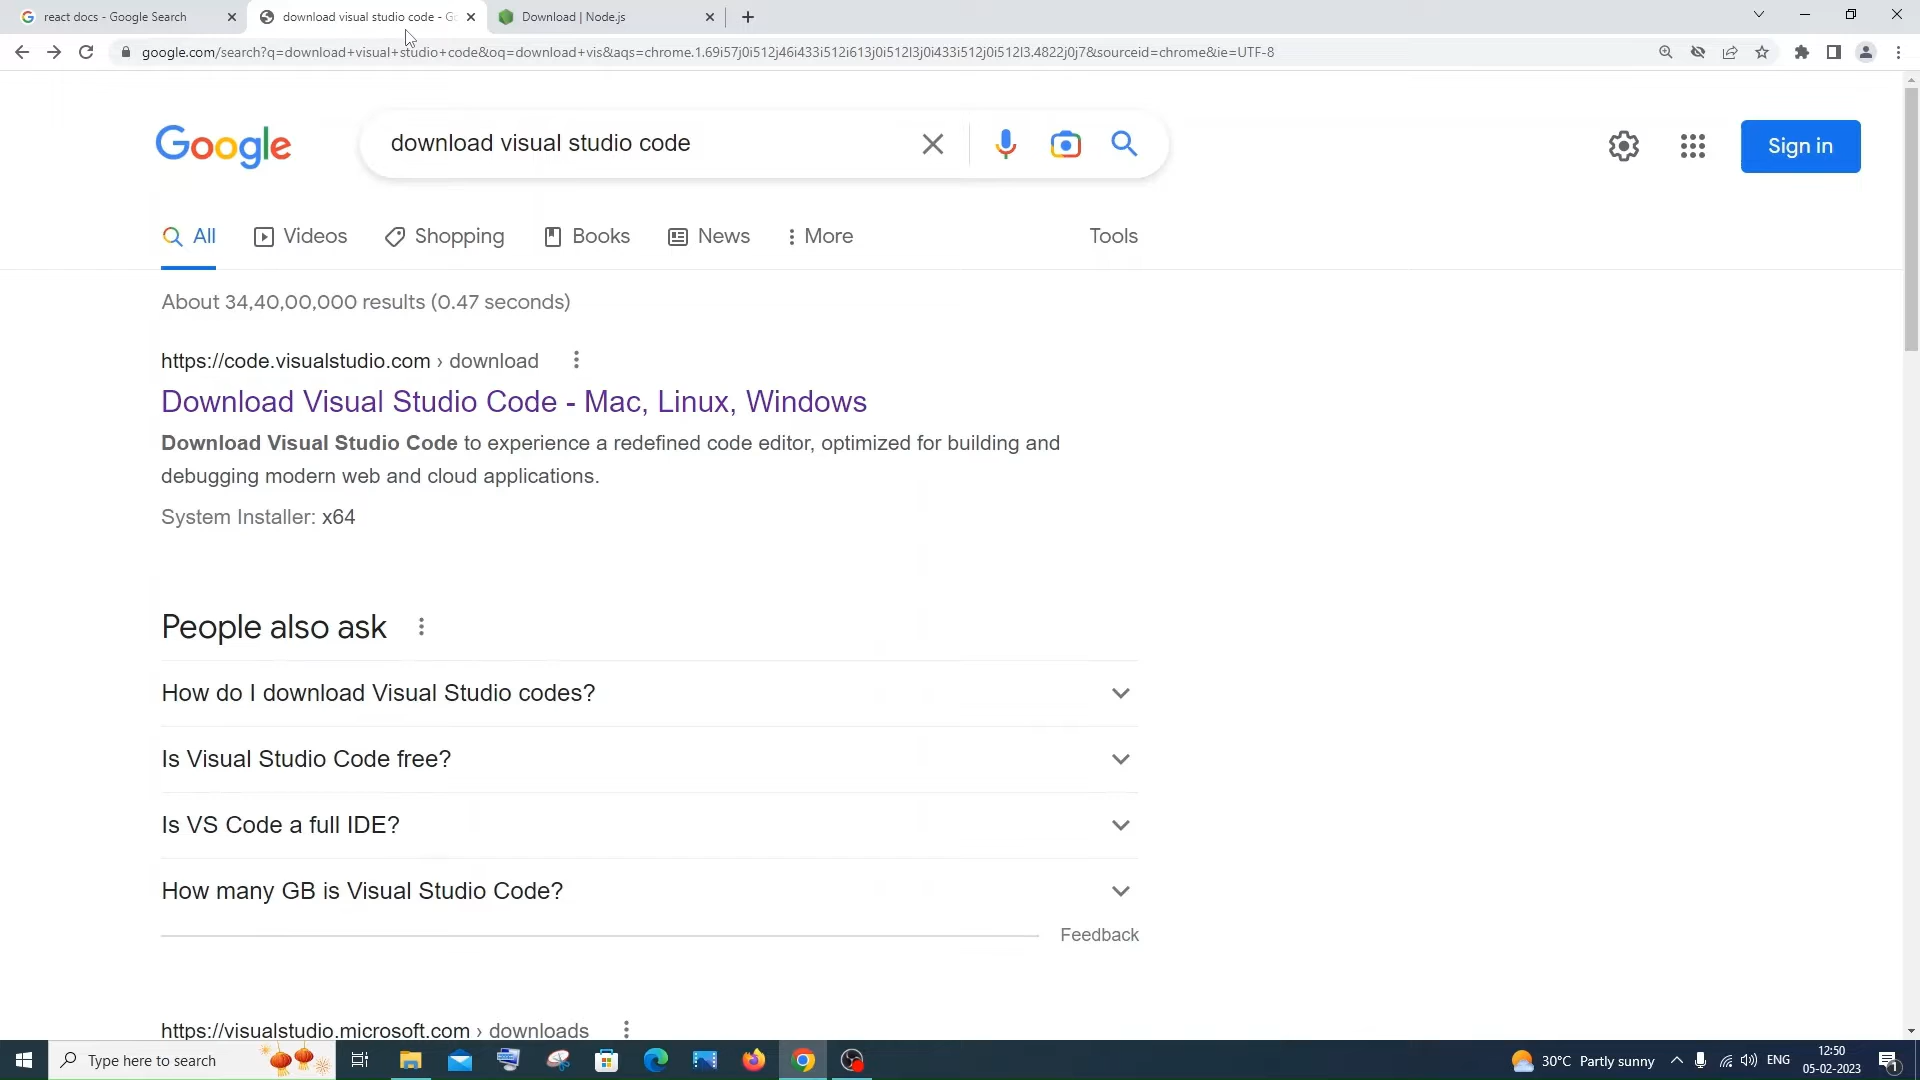 react docs - Google Search
download visual studio code - Go
Download | Node.js
google.com/search?q=download+visual+studio+code&oq=download+vis&aqs=chrome.1.69i57j0i512j46i433i512i613j0i512l3j0i433i512j0i512l3.4822j0j7&sourceid=chrome&ie=UTF-8
Google
download visual studio code
Sign in
All
Videos
Shopping
Books
News
More
Tools
About 34,40,00,000 results (0.47 seconds)
https://code.visualstudio.com › download
Download Visual Studio Code - Mac, Linux, Windows
Download Visual Studio Code to experience a redefined code editor, optimized for building and
debugging modern web and cloud applications.
System Installer: x64
People also ask
How do I download Visual Studio codes?
Is Visual Studio Code free?
Is VS Code a full IDE?
How many GB is Visual Studio Code?
Feedback
https://visualstudio.microsoft.com › downloads
Type here to search
30°C Partly sunny
ENG
12:50
05-02-2023
1